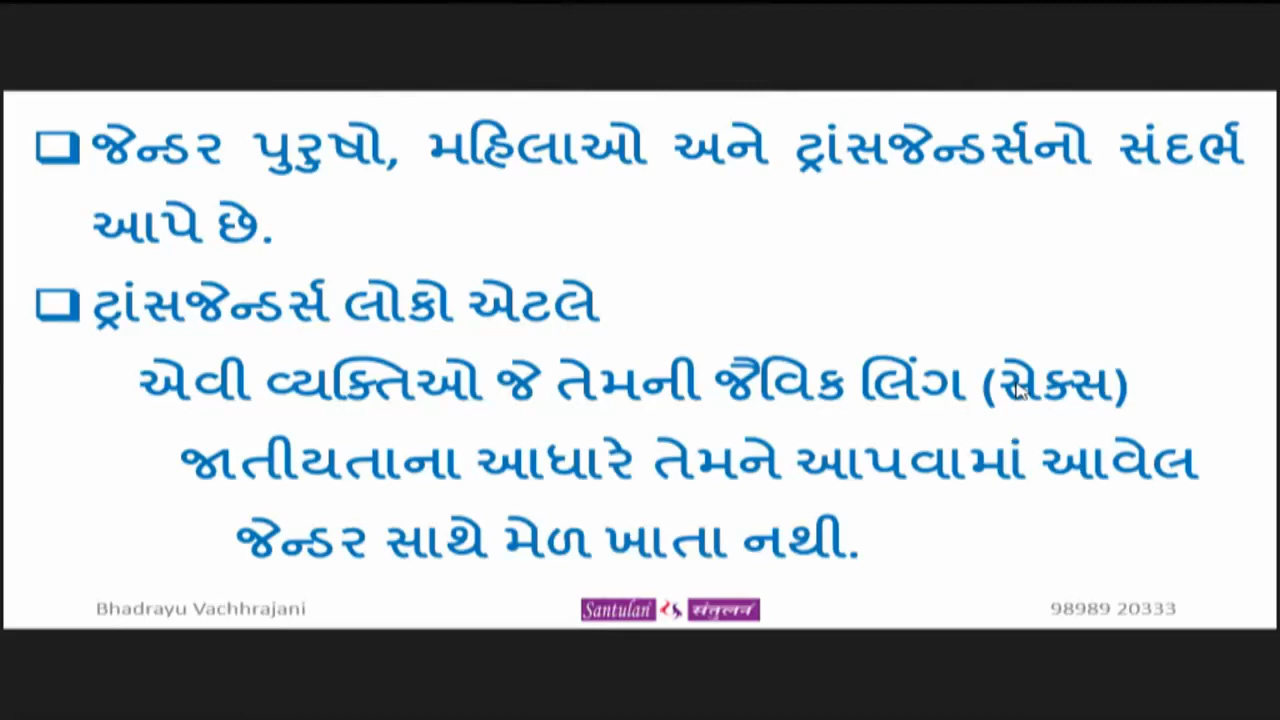 જેન્ડર પુરુષો, મહિલાઓ અને ટ્રાંસજેન્ડર્સનો સંદર્ભ
આપે છે.
ટ્રાંસજેન્ડર્સ લોકો એટલે
એવી વ્યક્તિઓ જે તેમની જૈવિક લિંગ (સેક્સ)
જાતીયતાના આધારે તેમને આપવામાં આવેલ
જેન્ડર સાથે મેળ ખાતા નથી.
Bhadrayu Vachhrajani Santulan संतुलन 98989 20333